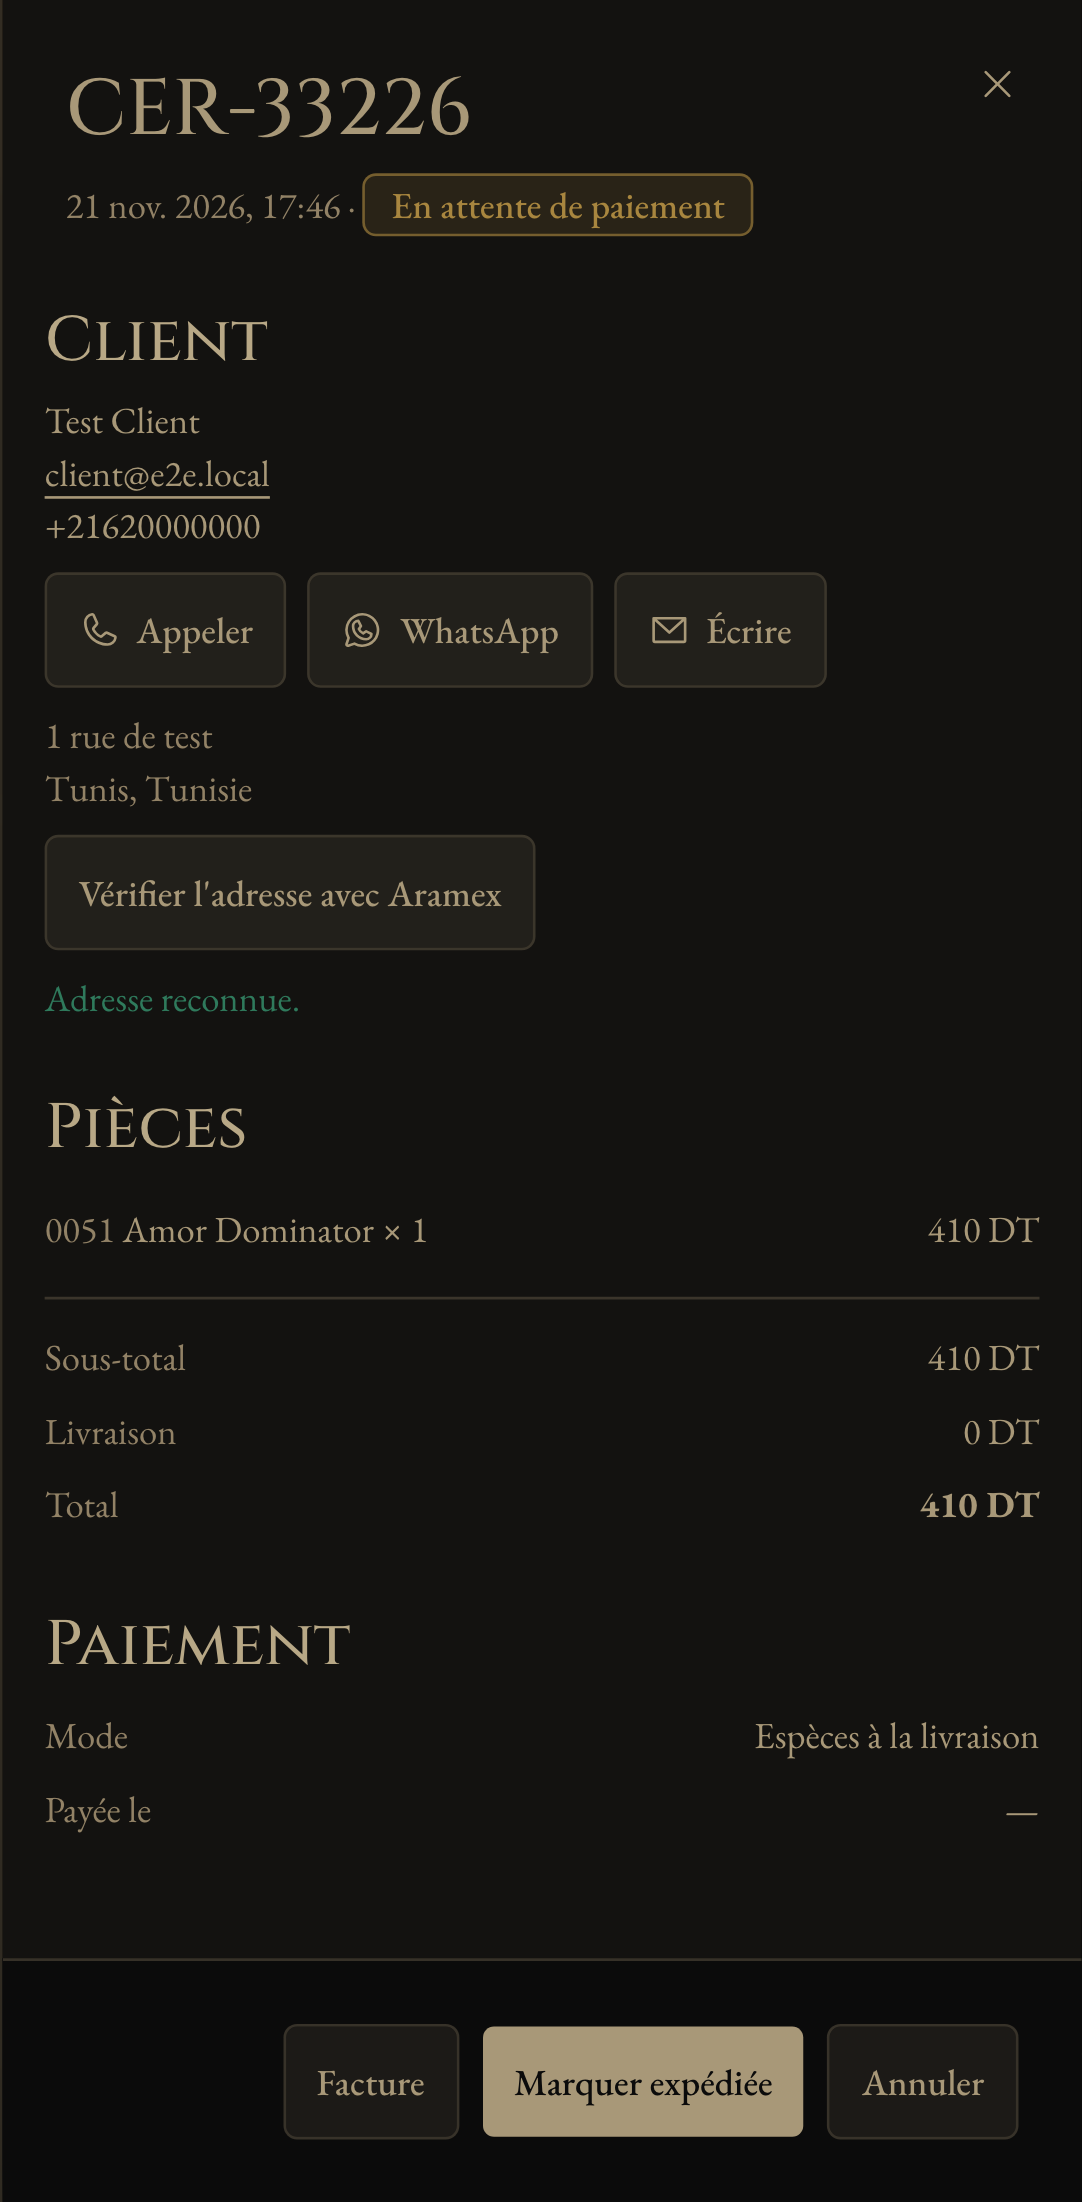 CER-33226
21 nov. 2026, 17:46 · En attente de paiement
Client
Test Client
client@e2e.local
+21620000000
Appeler WhatsApp Écrire
1 rue de test
Tunis, Tunisie
Vérifier l'adresse avec Aramex
Adresse reconnue.
Pièces
0051 Amor Dominator × 1 410 DT
Sous-total 410 DT
Livraison 0 DT
Total 410 DT
Paiement
Mode Espèces à la livraison
Payée le —
Facture Marquer expédiée Annuler